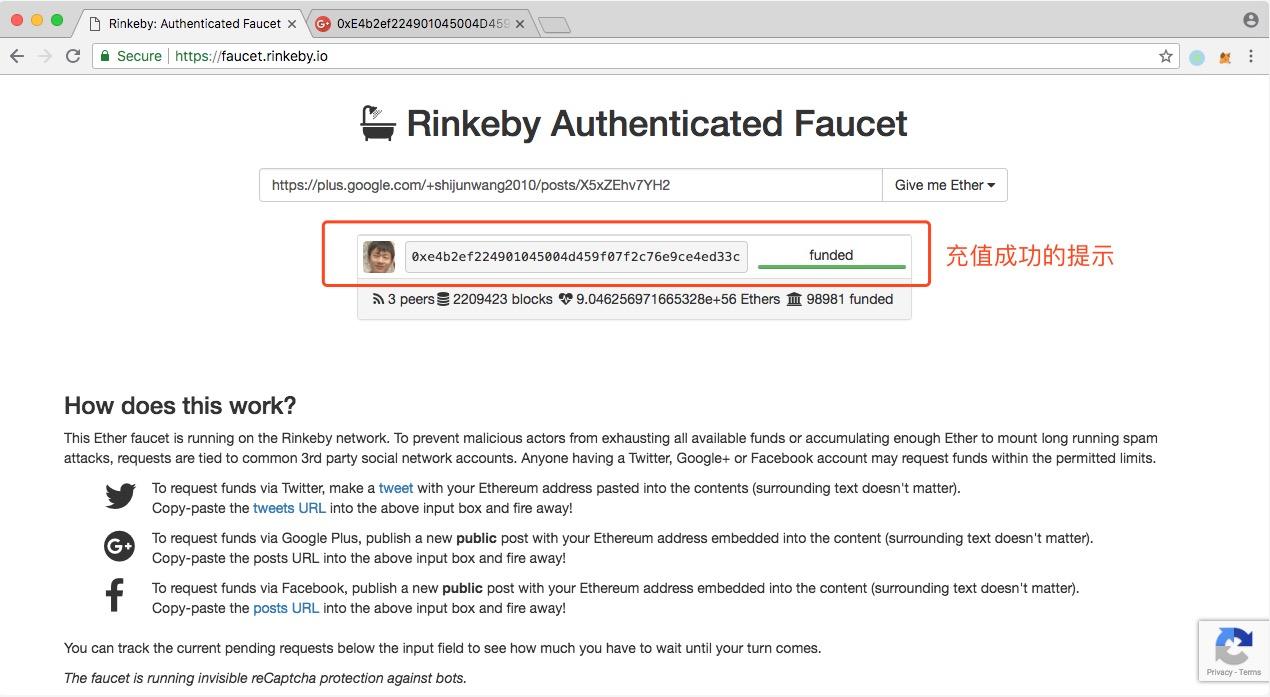 Rinkeby: Authenticated Faucet
0xE4b2ef224901045004D459
Secure
https://faucet.rinkeby.io
Rinkeby Authenticated Faucet
https://plus.google.com/+shijunwang2010/posts/X5xZEhv7YH2
Give me Ether
0xe4b2ef224901045004d459f07f2c76e9ce4ed33c
funded
充值成功的提示
3 peers 2209423 blocks 9.046256971665328e+56 Ethers 98981 funded
How does this work?
This Ether faucet is running on the Rinkeby network. To prevent malicious actors from exhausting all available funds or accumulating enough Ether to mount long running spam
attacks, requests are tied to common 3rd party social network accounts. Anyone having a Twitter, Google+ or Facebook account may request funds within the permitted limits.
To request funds via Twitter, make a tweet with your Ethereum address pasted into the contents (surrounding text doesn't matter).
Copy-paste the tweets URL into the above input box and fire away!
G+
To request funds via Google Plus, publish a new public post with your Ethereum address embedded into the content (surrounding text doesn't matter).
Copy-paste the posts URL into the above input box and fire away!
To request funds via Facebook, publish a new public post with your Ethereum address embedded into the content (surrounding text doesn't matter).
Copy-paste the posts URL into the above input box and fire away!
You can track the current pending requests below the input field to see how much you have to wait until your turn comes.
The faucet is running invisible reCaptcha protection against bots.
Privacy - Terms